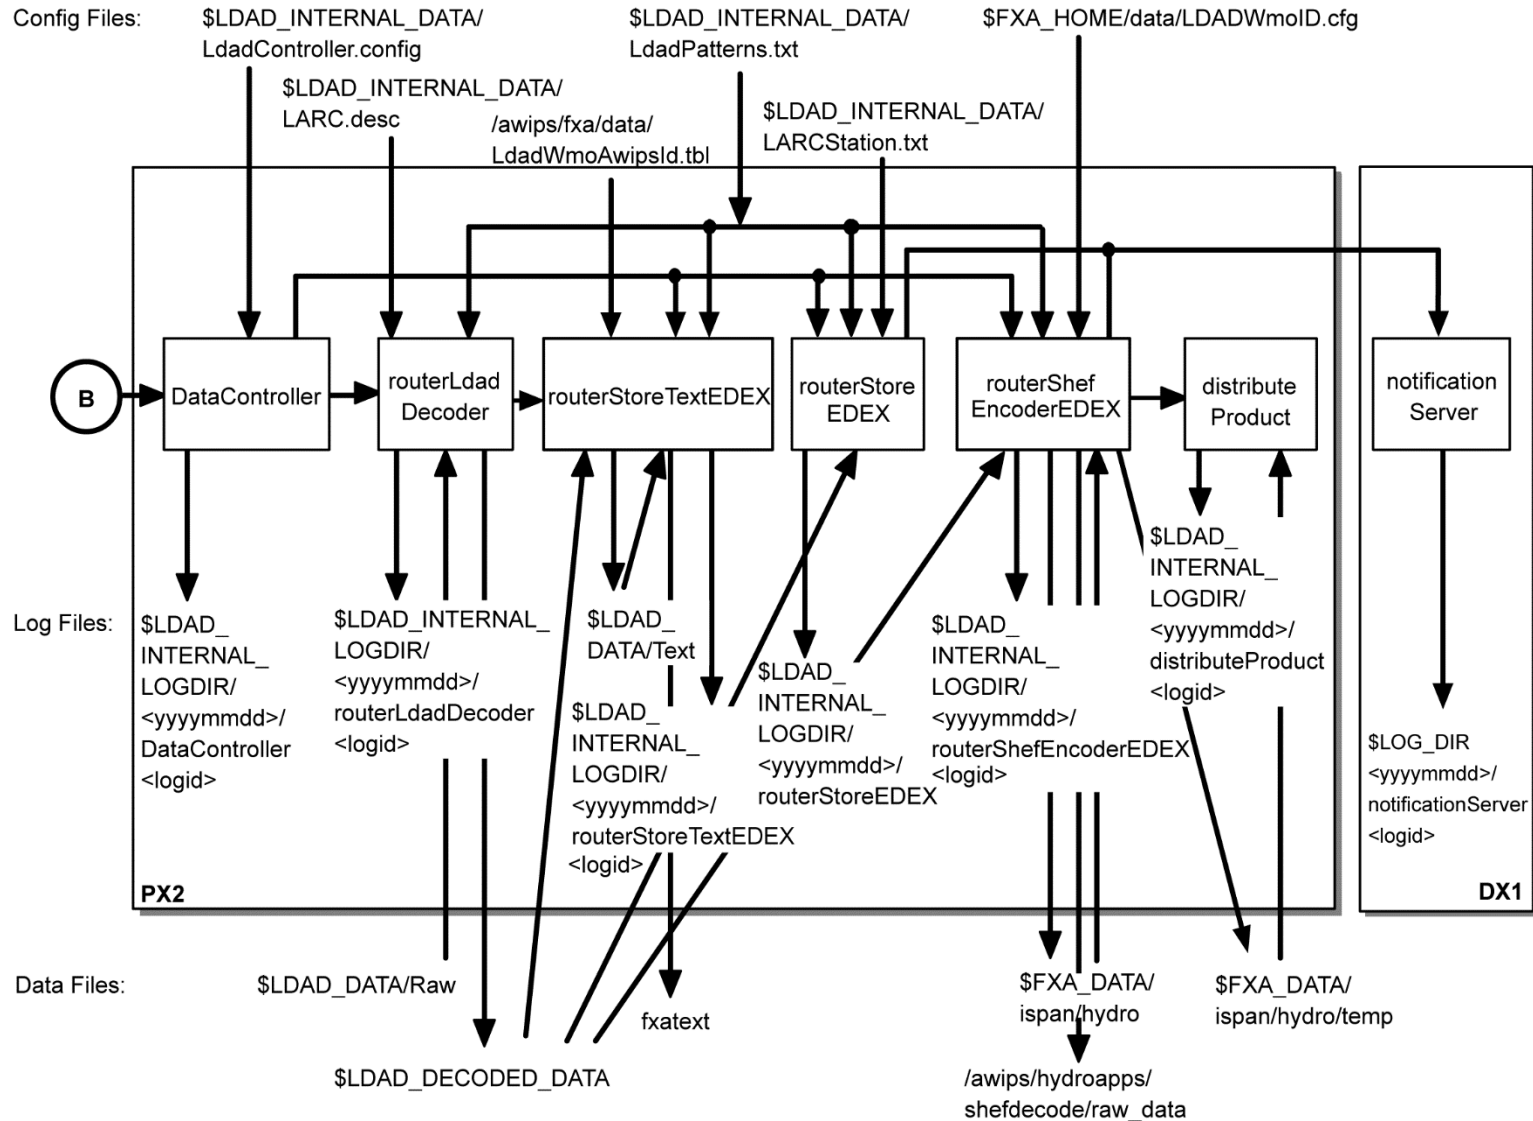 Config Files:
$LDAD_INTERNAL_DATA/
LdadController.config
$LDAD_INTERNAL_DATA/
LdadPatterns.txt
$FXA_HOME/data/LDADWmoID.cfg
$LDAD_INTERNAL_DATA/
LARC.desc
/awips/fxa/data/
LdadWmoAwipsId.tbl
$LDAD_INTERNAL_DATA/
LARCStation.txt
B
DataController
routerLdad
Decoder
routerStoreTextEDEX
routerStore
EDEX
routerShef
EncoderEDEX
distribute
Product
notification
Server
Log Files:
$LDAD_
INTERNAL_
LOGDIR/
<yyyymmdd>/
DataController
<logid>
$LDAD_INTERNAL_
LOGDIR/
<yyyymmdd>/
routerLdadDecoder
<logid>
$LDAD_
DATA/Text
$LDAD_
INTERNAL_
LOGDIR/
<yyyymmdd>/
routerStoreTextEDEX
<logid>
$LDAD_
INTERNAL_
LOGDIR/
<yyyymmdd>/
routerStoreEDEX
$LDAD_
INTERNAL_
LOGDIR/
<yyyymmdd>/
routerShefEncoderEDEX
<logid>
$LDAD_
INTERNAL_
LOGDIR/
<yyyymmdd>/
distributeProduct
<logid>
$LOG_DIR
<yyyymmdd>/
notificationServer
<logid>
PX2
DX1
Data Files:
$LDAD_DATA/Raw
$LDAD_DECODED_DATA
fxatext
$FXA_DATA/
ispan/hydro
/awips/hydroapps/
shefdecode/raw_data
$FXA_DATA/
ispan/hydro/temp